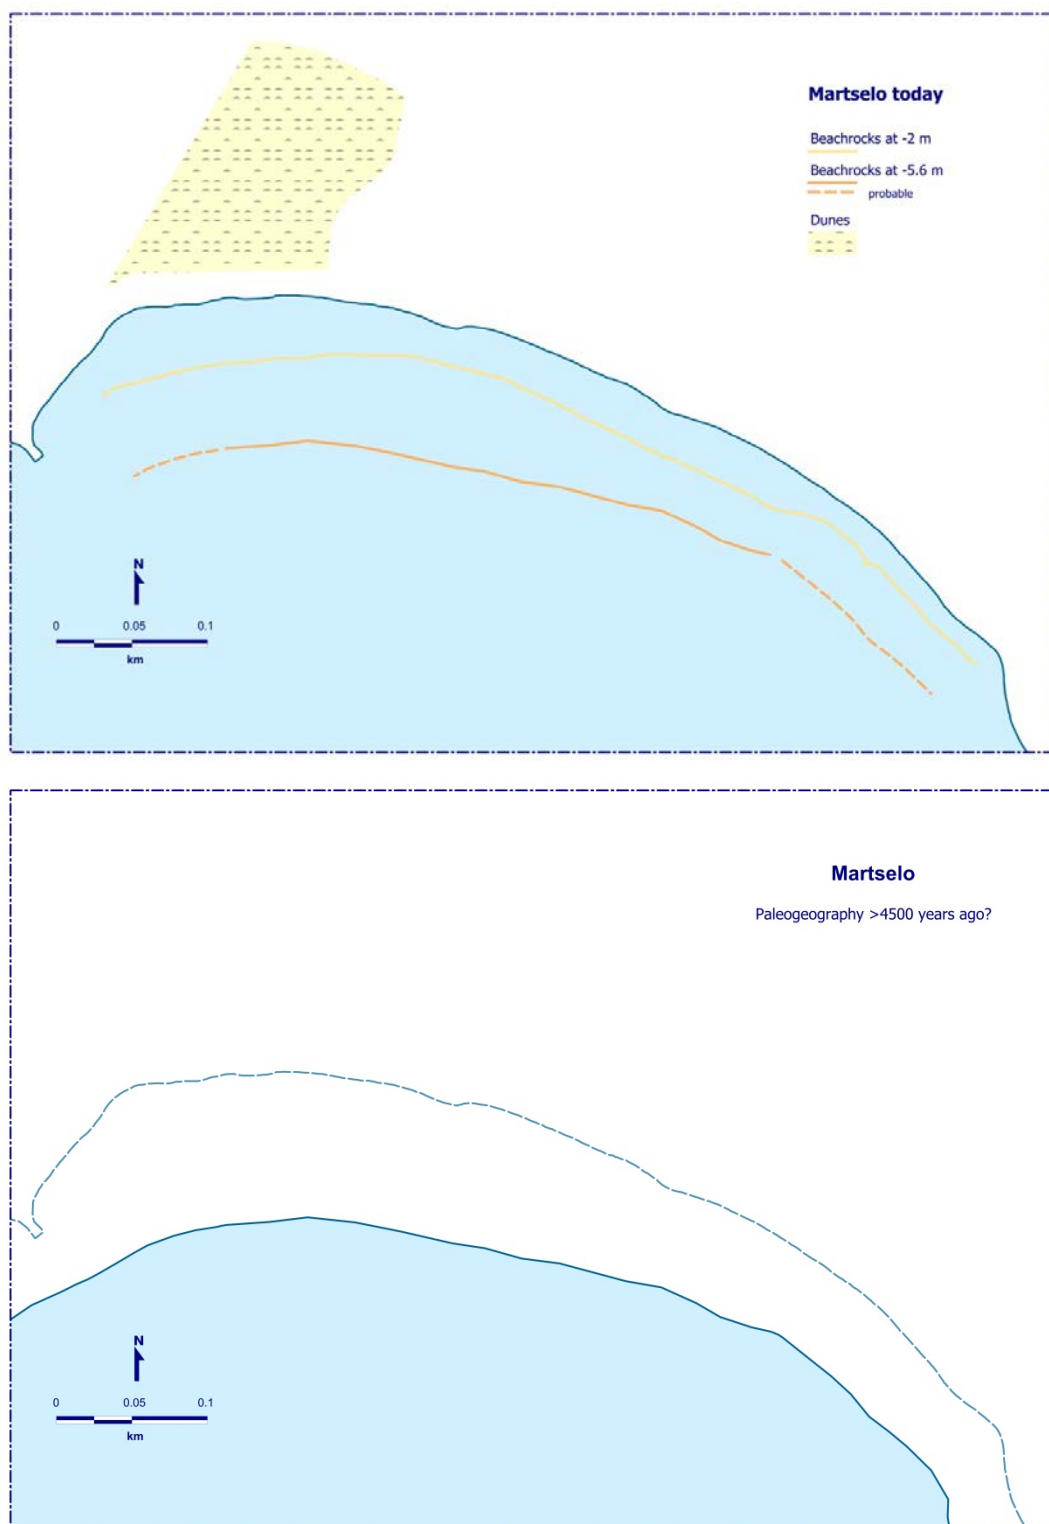 Martselo today
Beachrocks at -2 m
Beachrocks at -5.6 m
probable
Dunes
N
0 0.05 0.1
km
Martselo
Paleogeography >4500 years ago?
N
0 0.05 0.1
km